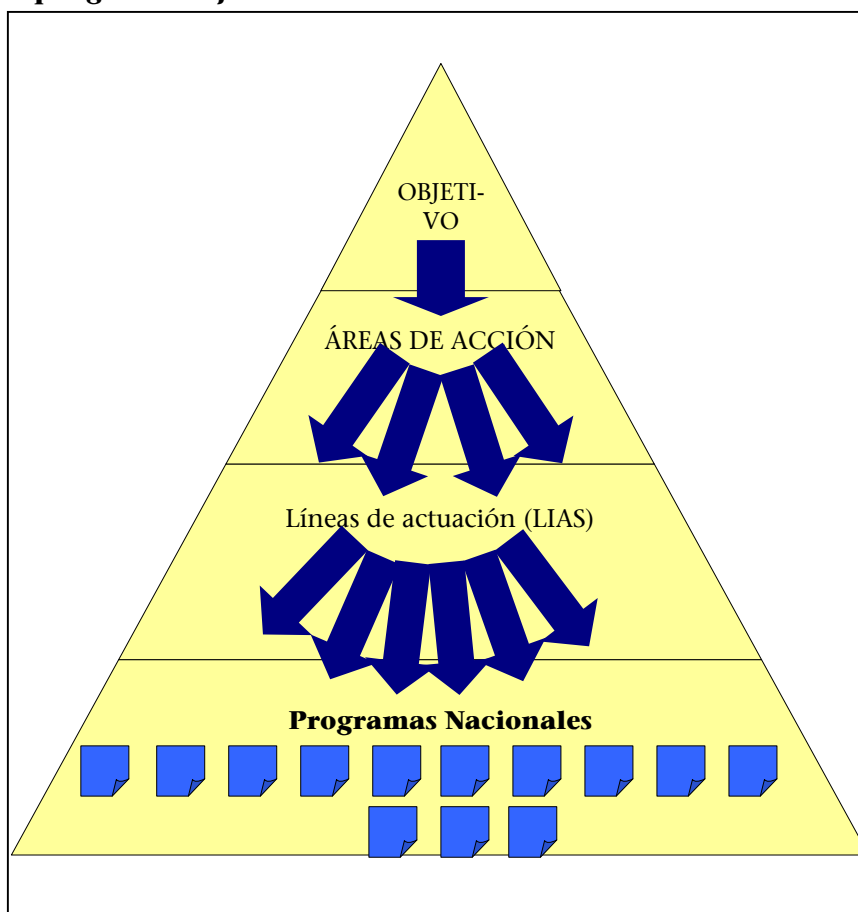 OBJETI-
VO
ÁREAS DE ACCIÓN
Líneas de actuación (LIAS)
Programas Nacionales